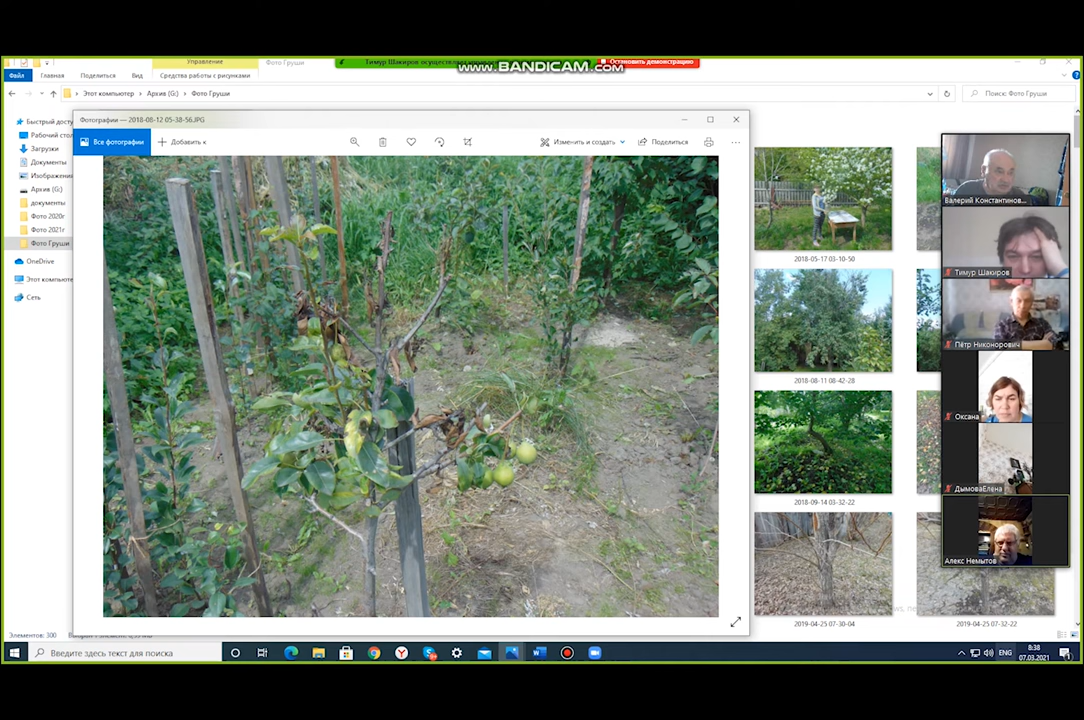 Управление
Фото Груши
Тимур Шакиров осуществляет
WWW.BANDICAM.COM
Остановить демонстрацию
Файл
Главная
Поделиться
Вид
Средства работы с рисунками
Этот компьютер
Архив (G:)
Фото Груши
Поиск: Фото Груши
Быстрый досту
Рабочий стол
Загрузки
Документы
Изображени
Архив (G:)
документы
Фото 2020г
Фото 2021г
Фото Груши
OneDrive
Этот компьютер
Сеть
Фотографии — 2018-08-12 05-38-56.JPG
Все фотографии
Добавить к
Изменить и создать
Поделиться
2018-05-17 03-10-50
2018-08-11 08-42-28
2018-09-14 03-32-22
2019-04-25 07-30-04
2019-04-25 07-32-22
Валерий Константинов...
Тимур Шакиров
Пётр Никонорович
Оксана
ДымоваЕлена
Алекс Немытов
Элементов: 300
Введите здесь текст для поиска
ENG
8:38
07.03.2021